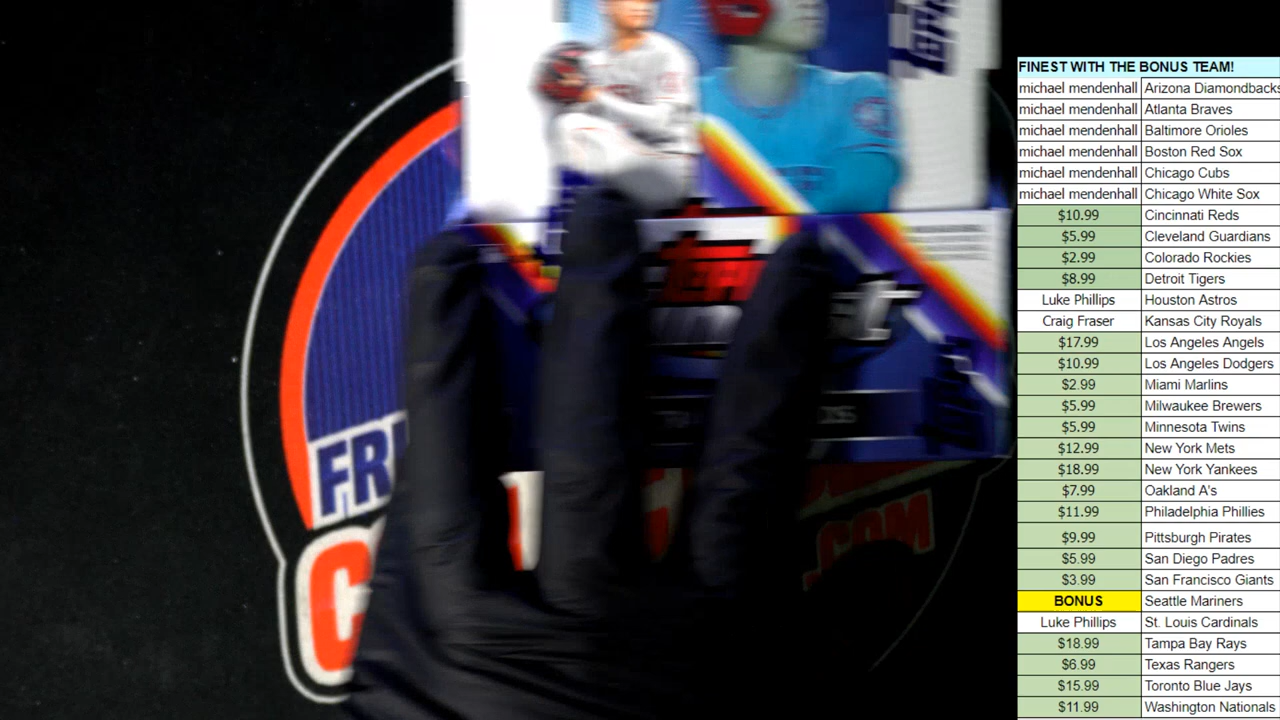 FINEST WITH THE BONUS TEAM!
michael mendenhall Arizona Diamondbacks
michael mendenhall Atlanta Braves
michael mendenhall Baltimore Orioles
michael mendenhall Boston Red Sox
michael mendenhall Chicago Cubs
michael mendenhall Chicago White Sox
$10.99 Cincinnati Reds
$5.99 Cleveland Guardians
$2.99 Colorado Rockies
$8.99 Detroit Tigers
Luke Phillips Houston Astros
Craig Fraser Kansas City Royals
$17.99 Los Angeles Angels
$10.99 Los Angeles Dodgers
$2.99 Miami Marlins
$5.99 Milwaukee Brewers
$5.99 Minnesota Twins
$12.99 New York Mets
$18.99 New York Yankees
$7.99 Oakland A's
$11.99 Philadelphia Phillies
$9.99 Pittsburgh Pirates
$5.99 San Diego Padres
$3.99 San Francisco Giants
BONUS Seattle Mariners
Luke Phillips St. Louis Cardinals
$18.99 Tampa Bay Rays
$6.99 Texas Rangers
$15.99 Toronto Blue Jays
$11.99 Washington Nationals
FRI
C
.COM